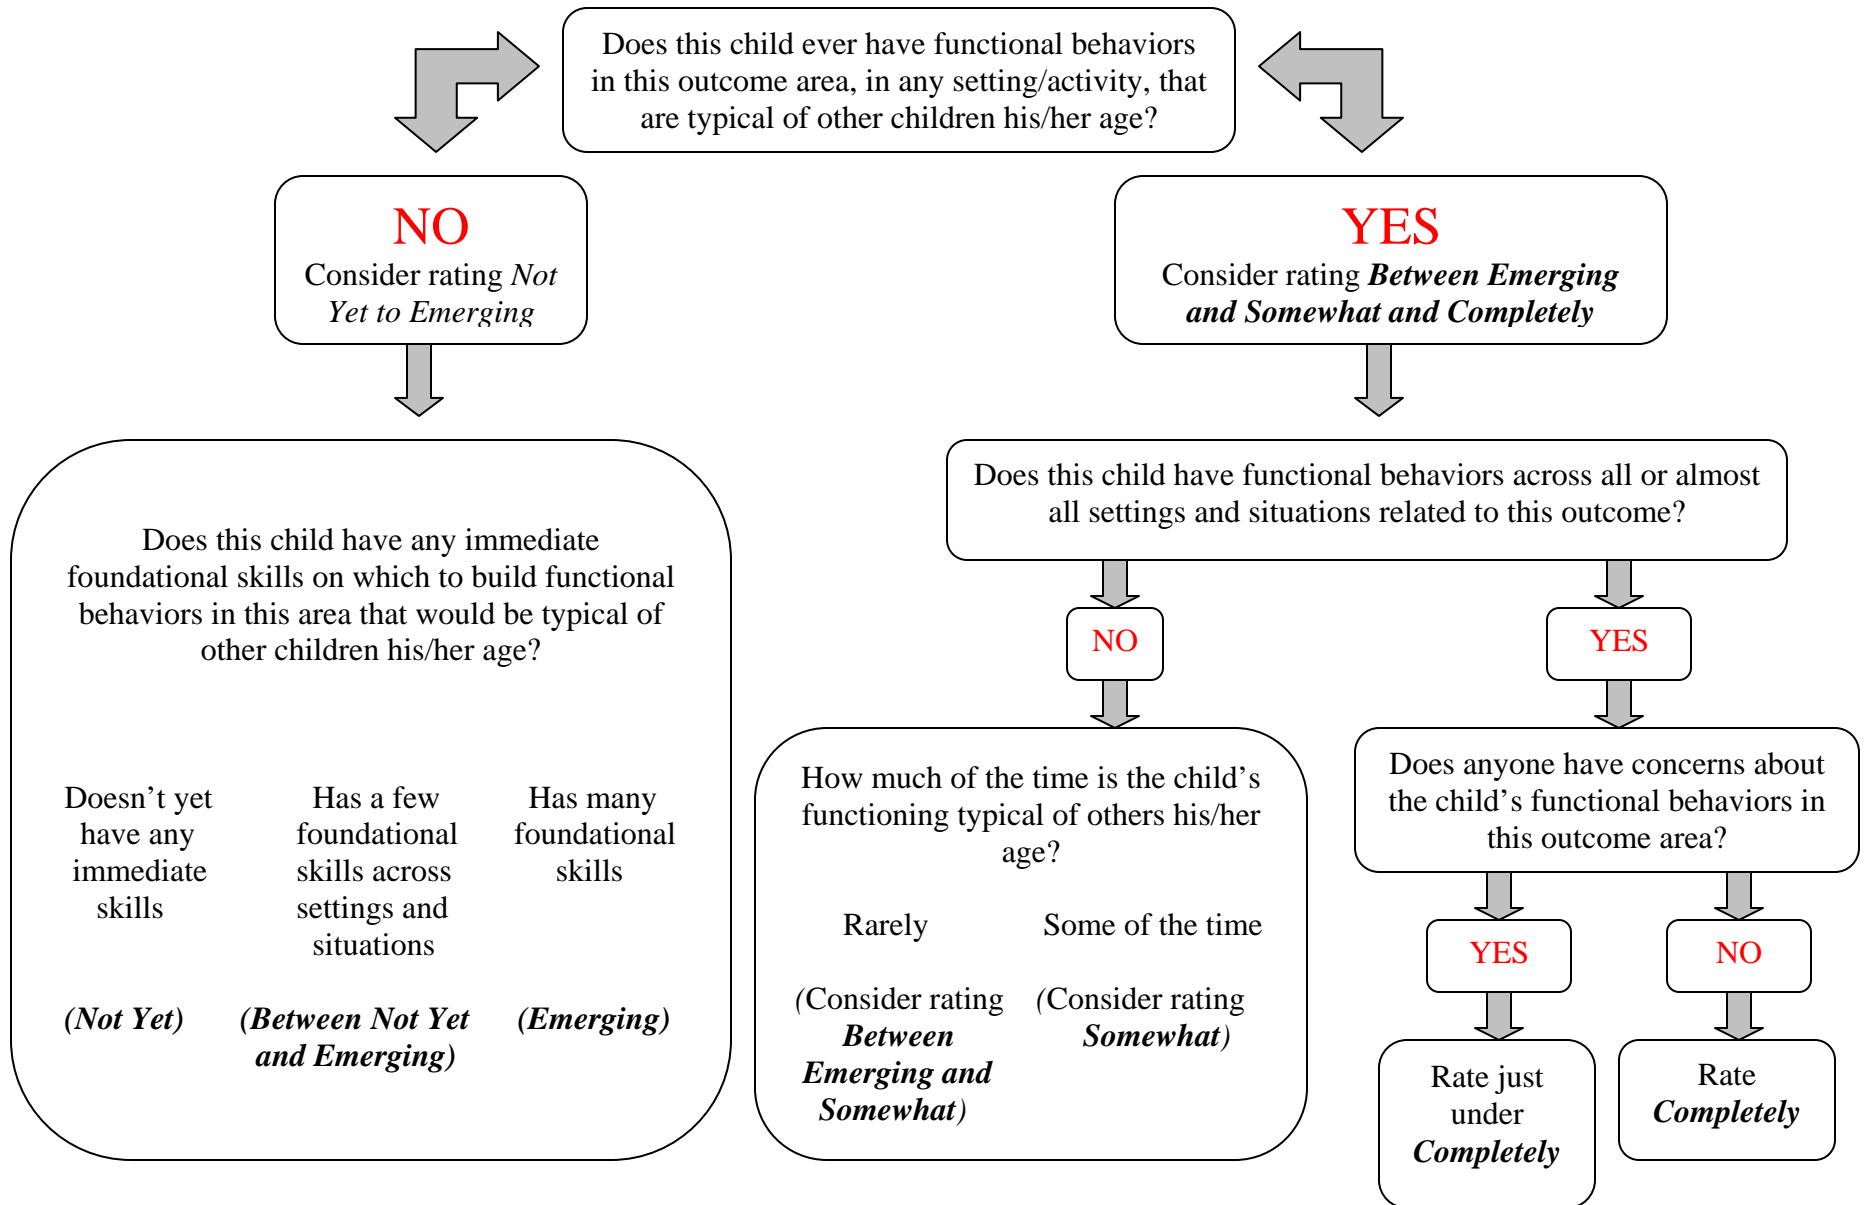 Does this child ever have functional behaviors
in this outcome area, in any setting/activity, that
are typical of other children his/her age?
NO
Consider rating Not
Yet to Emerging
YES
Consider rating Between Emerging
and Somewhat and Completely
Does this child have any immediate
foundational skills on which to build functional
behaviors in this area that would be typical of
other children his/her age?
Doesn’t yet
have any
immediate
skills
(Not Yet)
Has a few
foundational
skills across
settings and
situations
(Between Not Yet
and Emerging)
Has many
foundational
skills
(Emerging)
Does this child have functional behaviors across all or almost
all settings and situations related to this outcome?
NO
How much of the time is the child’s
functioning typical of others his/her
age?
Rarely
(Consider rating
Between
Emerging and
Somewhat)
Some of the time
(Consider rating
Somewhat)
YES
Does anyone have concerns about
the child’s functional behaviors in
this outcome area?
YES
Rate just
under
Completely
NO
Rate
Completely